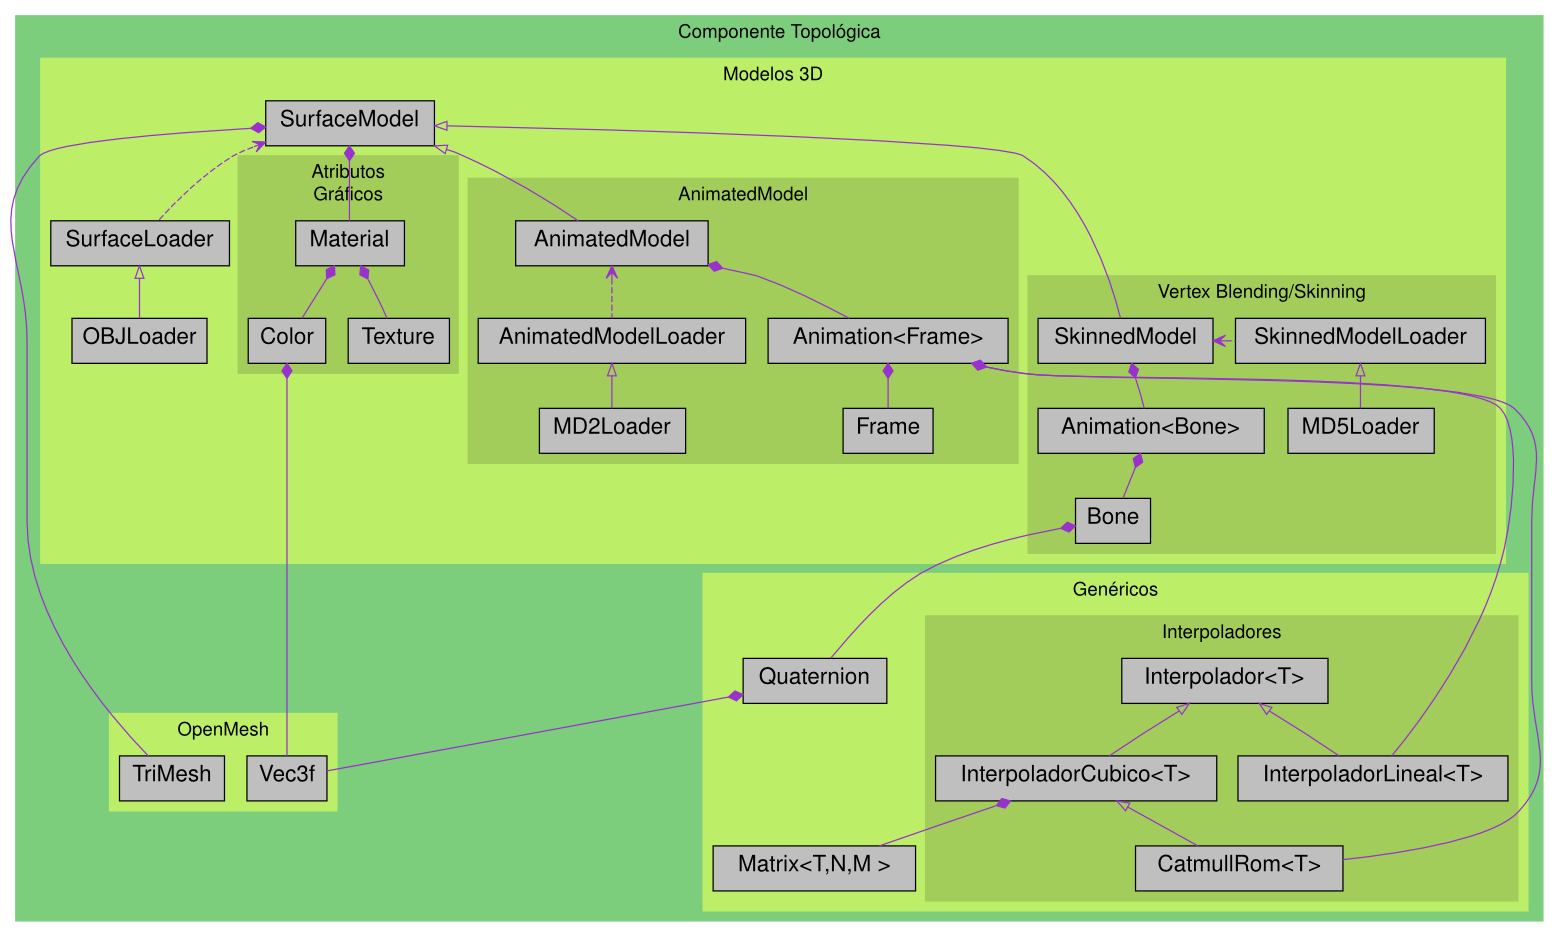 Componente Topológica
Modelos 3D
SurfaceModel
Atributos
Gráficos
AnimatedModel
SurfaceLoader
Material
AnimatedModel
Vertex Blending/Skinning
OBJLoader
Color
Texture
AnimatedModelLoader
Animation<Frame>
SkinnedModel
SkinnedModelLoader
MD2Loader
Frame
Animation<Bone>
MD5Loader
Bone
Genéricos
Interpoladores
Quaternion
Interpolador<T>
OpenMesh
TriMesh
Vec3f
InterpoladorCubico<T>
InterpoladorLineal<T>
Matrix<T,N,M >
CatmullRom<T>